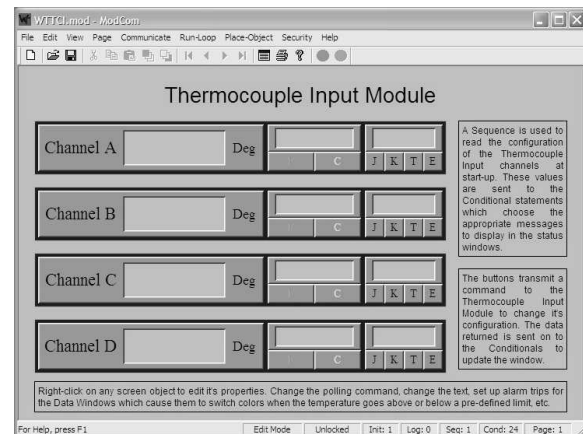 WTTCI.mod - ModCom
File Edit View Page Communicate Run-Loop Place-Object Security Help
Thermocouple Input Module
Channel A Deg C J K T E
Channel B Deg C J K T E
Channel C Deg C J K T E
Channel D Deg C J K T E
A Sequence is used to
read the configuration
of the Thermocouple
Input channels at
start-up. These values
are sent to the
Conditional statements
which choose the
appropriate messages
to display in the status
windows.
The buttons transmit a
command to the
Thermocouple Input
Module to change it's
configuration. The data
returned is sent on to
the Conditionals to
update the window.
Right-click on any screen object to edit it's properties. Change the polling command, change the text, set up alarm trips for
the Data Windows which cause them to switch colors when the temperature goes above or below a pre-defined limit, etc.
For Help, press F1 Edit Mode Unlocked Init: 1 Log: 0 Seq: 1 Cond: 24 Page: 1